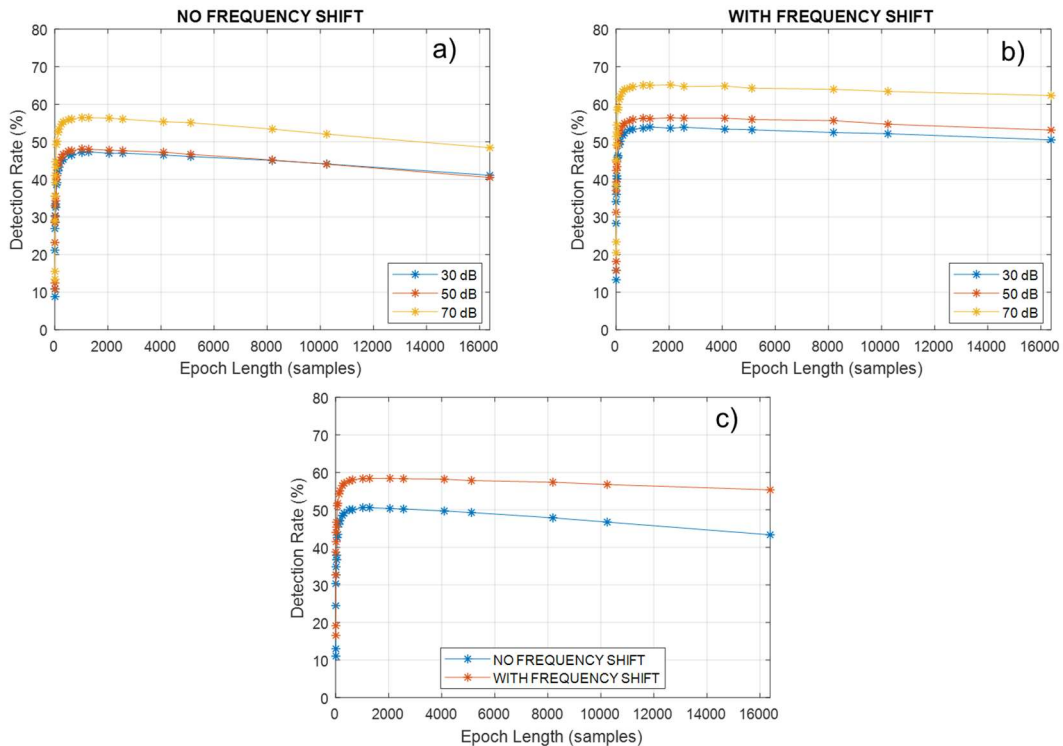 NO FREQUENCY SHIFT
a)
80
70
60
50
40
30
20
10
0
Detection Rate (%)
30 dB
50 dB
70 dB
0 2000 4000 6000 8000 10000 12000 14000 16000
Epoch Length (samples)
WITH FREQUENCY SHIFT
b)
80
70
60
50
40
30
20
10
0
Detection Rate (%)
30 dB
50 dB
70 dB
0 2000 4000 6000 8000 10000 12000 14000 16000
Epoch Length (samples)
c)
80
70
60
50
40
30
20
10
0
Detection Rate (%)
NO FREQUENCY SHIFT
WITH FREQUENCY SHIFT
0 2000 4000 6000 8000 10000 12000 14000 16000
Epoch Length (samples)